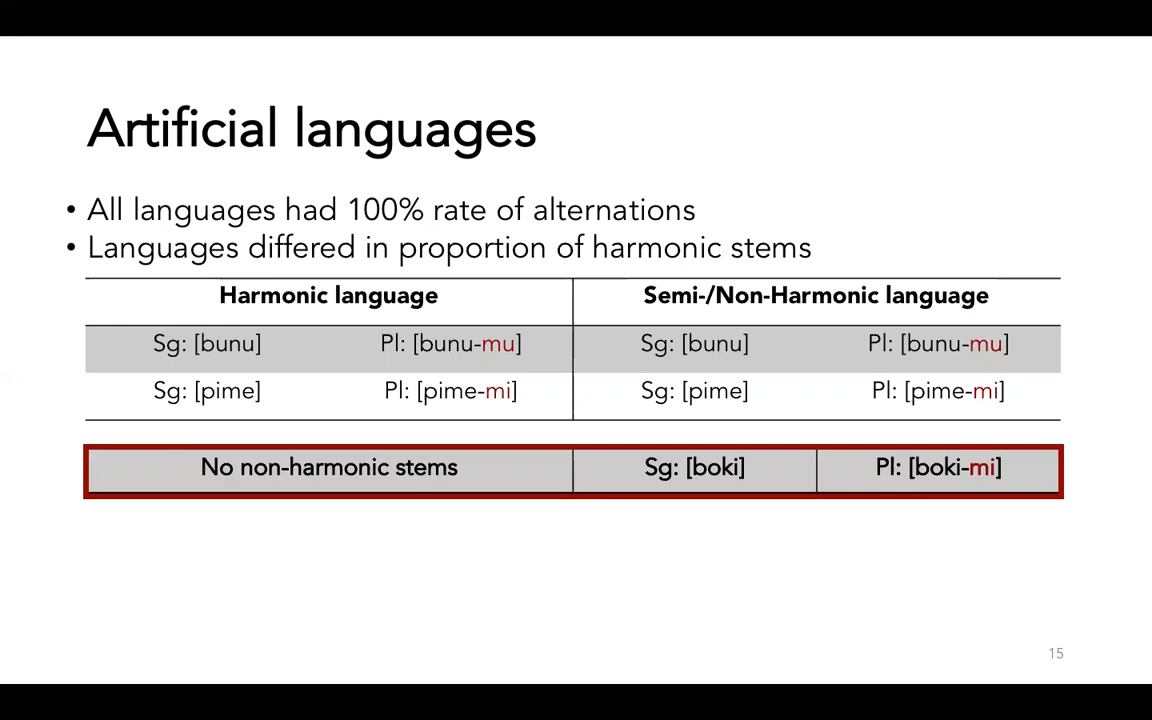 Artificial languages
• All languages had 100% rate of alternations
• Languages differed in proportion of harmonic stems
Harmonic language Semi-/Non-Harmonic language
Sg: [bunu] Pl: [bunu-mu] Sg: [bunu] Pl: [bunu-mu]
Sg: [pime] Pl: [pime-mi] Sg: [pime] Pl: [pime-mi]
No non-harmonic stems Sg: [boki] Pl: [boki-mi]
15